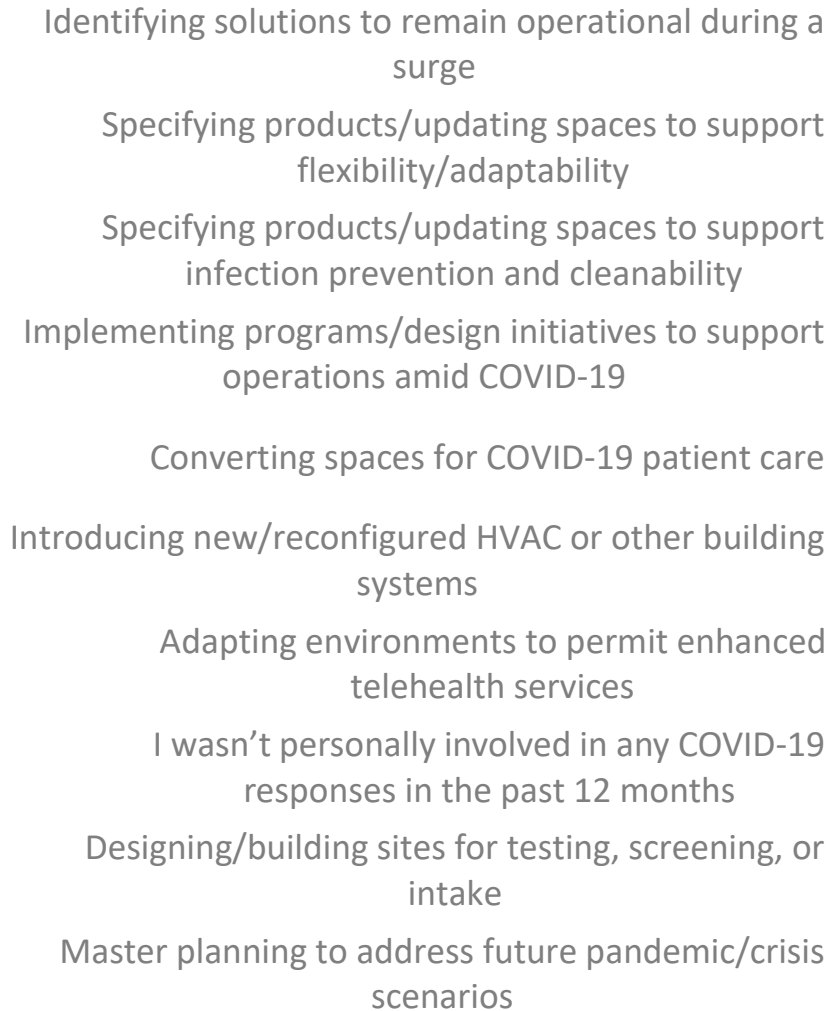 Identifying solutions to remain operational during a
surge
Specifying products/updating spaces to support
flexibility/adaptability
Specifying products/updating spaces to support
infection prevention and cleanability
Implementing programs/design initiatives to support
operations amid COVID-19
Converting spaces for COVID-19 patient care
Introducing new/reconfigured HVAC or other building
systems
Adapting environments to permit enhanced
telehealth services
I wasn’t personally involved in any COVID-19
responses in the past 12 months
Designing/building sites for testing, screening, or
intake
Master planning to address future pandemic/crisis
scenarios